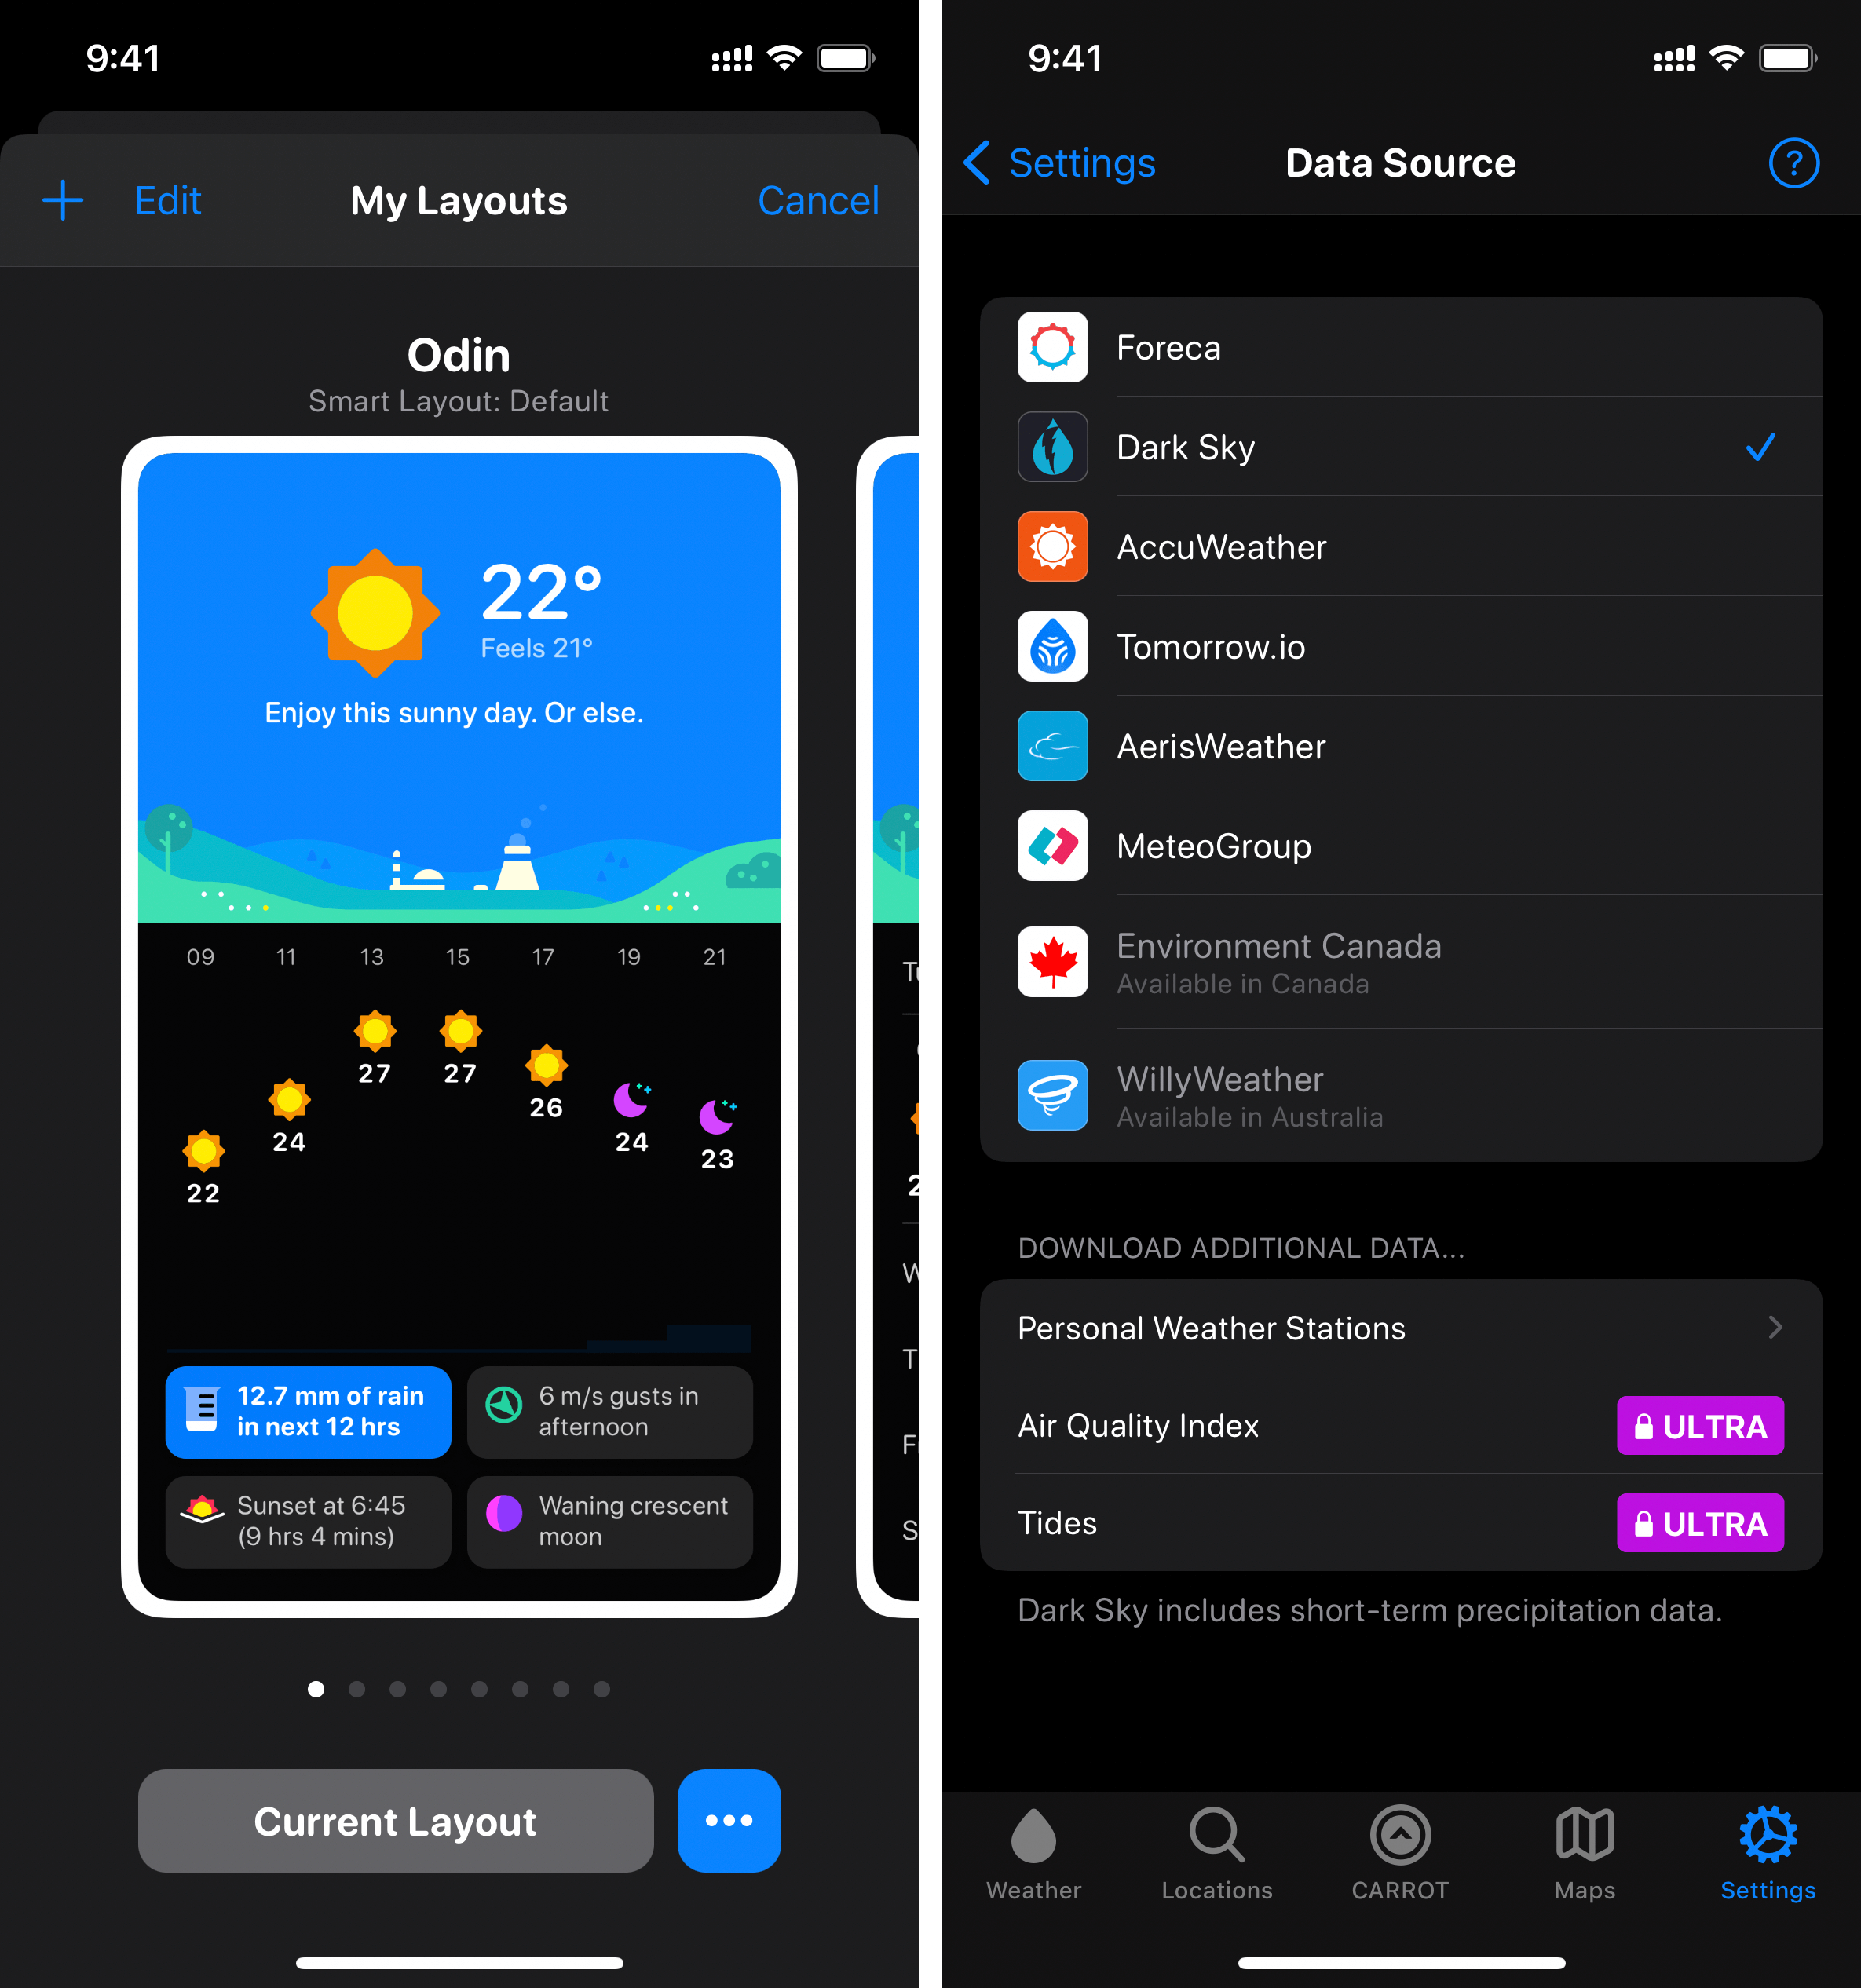 9:41
Edit
My Layouts
Cancel
Odin
Smart Layout: Default
22°
Feels 21°
Enjoy this sunny day. Or else.
09 11 13 15 17 19 21
27 27
26
24 24
23
22
12.7 mm of rain
in next 12 hrs
6 m/s gusts in
afternoon
Sunset at 6:45
(9 hrs 4 mins)
Waning crescent
moon
Current Layout
9:41
Settings
Data Source
?
Foreca
Dark Sky
AccuWeather
Tomorrow.io
AerisWeather
MeteoGroup
Environment Canada
Available in Canada
WillyWeather
Available in Australia
DOWNLOAD ADDITIONAL DATA...
Personal Weather Stations
Air Quality Index
ULTRA
Tides
ULTRA
Dark Sky includes short-term precipitation data.
Weather
Locations
CARROT
Maps
Settings